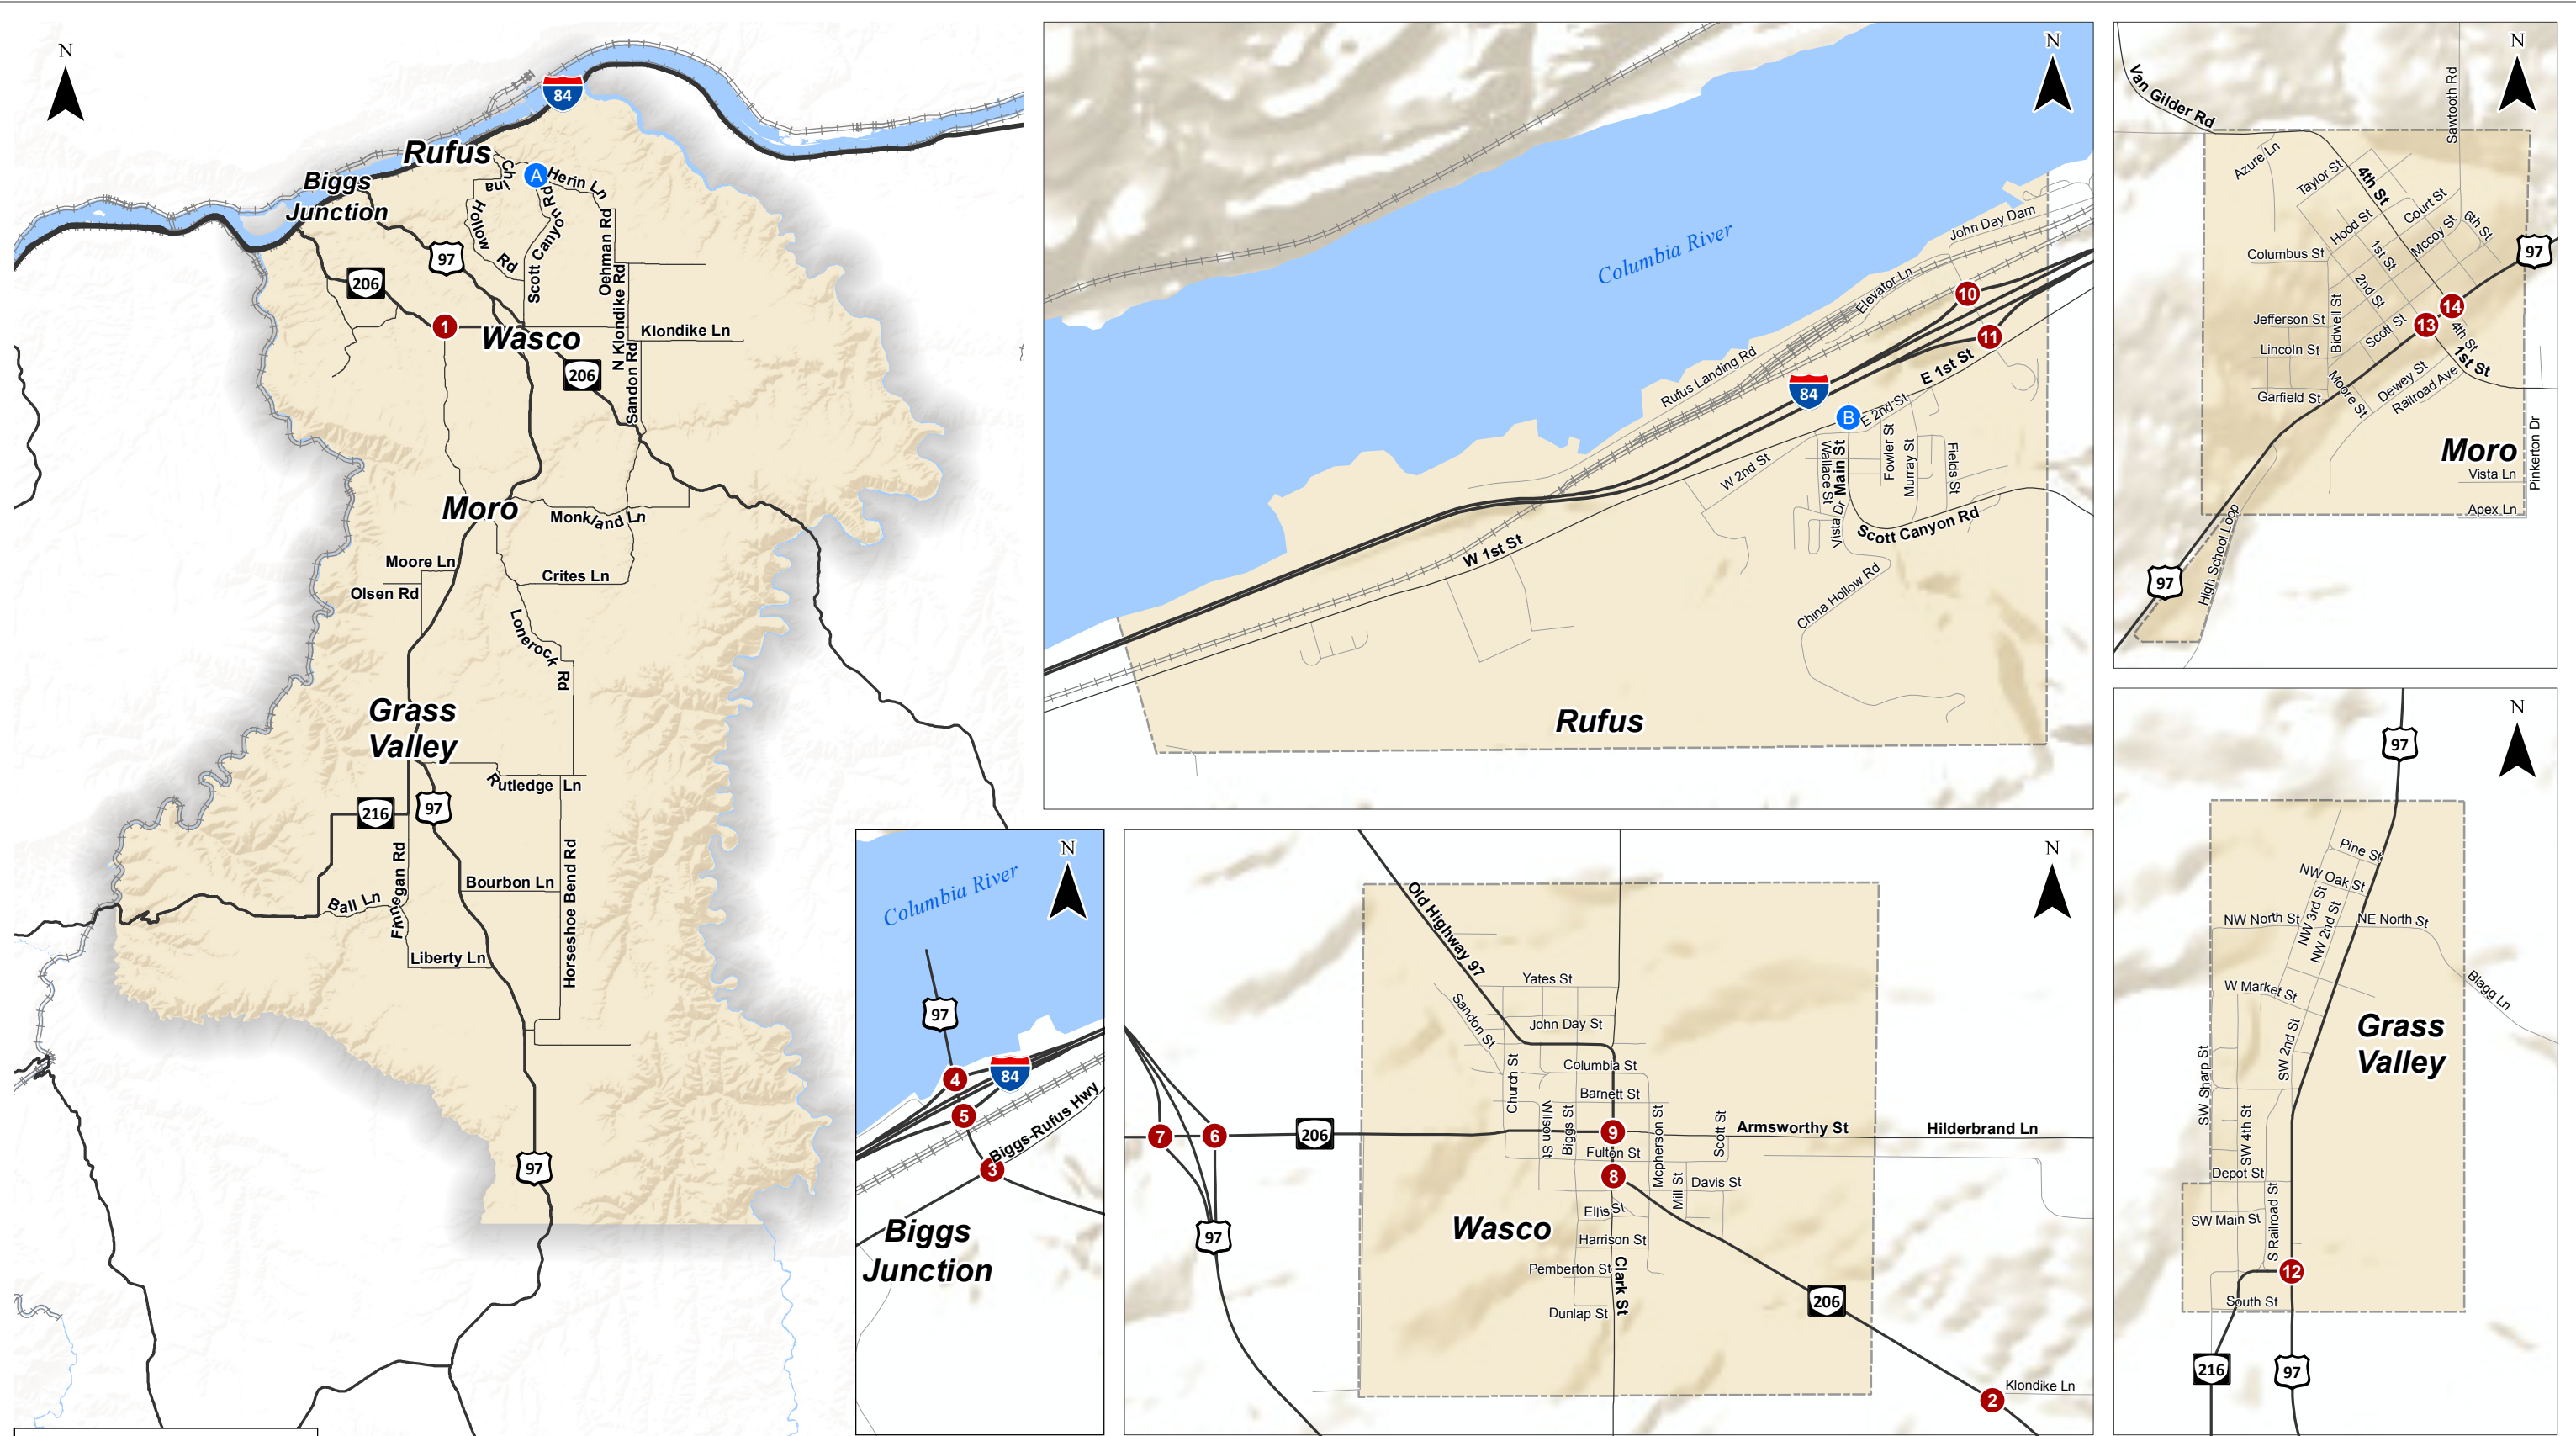 N
84
Rufus
Biggs
Junction
China
Hollow
Rd
A
Herin Ln
Scott Canyon Rd
Oehman Rd
97
206
1
Wasco
N Klondike Rd
Klondike Ln
Sandon Rd
206
Moro
Monkland Ln
Moore Ln
Olsen Rd
Crites Ln
Lonerock
Rd
Grass
Valley
Rutledge Ln
216
97
Finnegan Rd
Ball Ln
Bourbon Ln
Horseshoe Bend Rd
Liberty Ln
97
N
Columbia River
John Day Dam
Elevator Ln
10
11
Rufus Landing Rd
84
E 1st St
B
E 2nd St
W 2nd St
Wallace St
Main St
Fowler St
Murray St
Fields St
Vista Dr
Scott Canyon Rd
W 1st St
China Hollow Rd
Rufus
N
Van Gilder Rd
Sawtooth Rd
Azure Ln
Taylor St
4th St
Court St
Hood St
Mccoy St
6th St
Columbus St
1st St
97
2nd St
Bidwell St
14
13
Jefferson St
Scott St
4th St
Lincoln St
1st St
Dewey St
Railroad Ave
Moore St
Garfield St
Moro
Pinkerton Dr
Vista Ln
Apex Ln
High School Loop
97
N
Columbia River
97
4
84
5
Biggs-Rufus Hwy
3
Biggs
Junction
N
Old Highway 97
Yates St
Sandon St
John Day St
Columbia St
Church St
Barnett St
Wilson St
Biggs St
Mcpherson St
Scott St
7
6
206
9
Armsworthy St
Hilderbrand Ln
Fulton St
8
Mill St
Davis St
Ellis St
Wasco
97
Harrison St
Pemberton St
Clark St
Dunlap St
206
2
Klondike Ln
97
N
Pine St
NW Oak St
NW 3rd St
NW 2nd St
NW North St
NE North St
Blagg Ln
W Market St
Grass
Valley
SW 2nd St
SW Sharp St
SW 4th St
Depot St
S Railroad St
SW Main St
12
South St
216
97